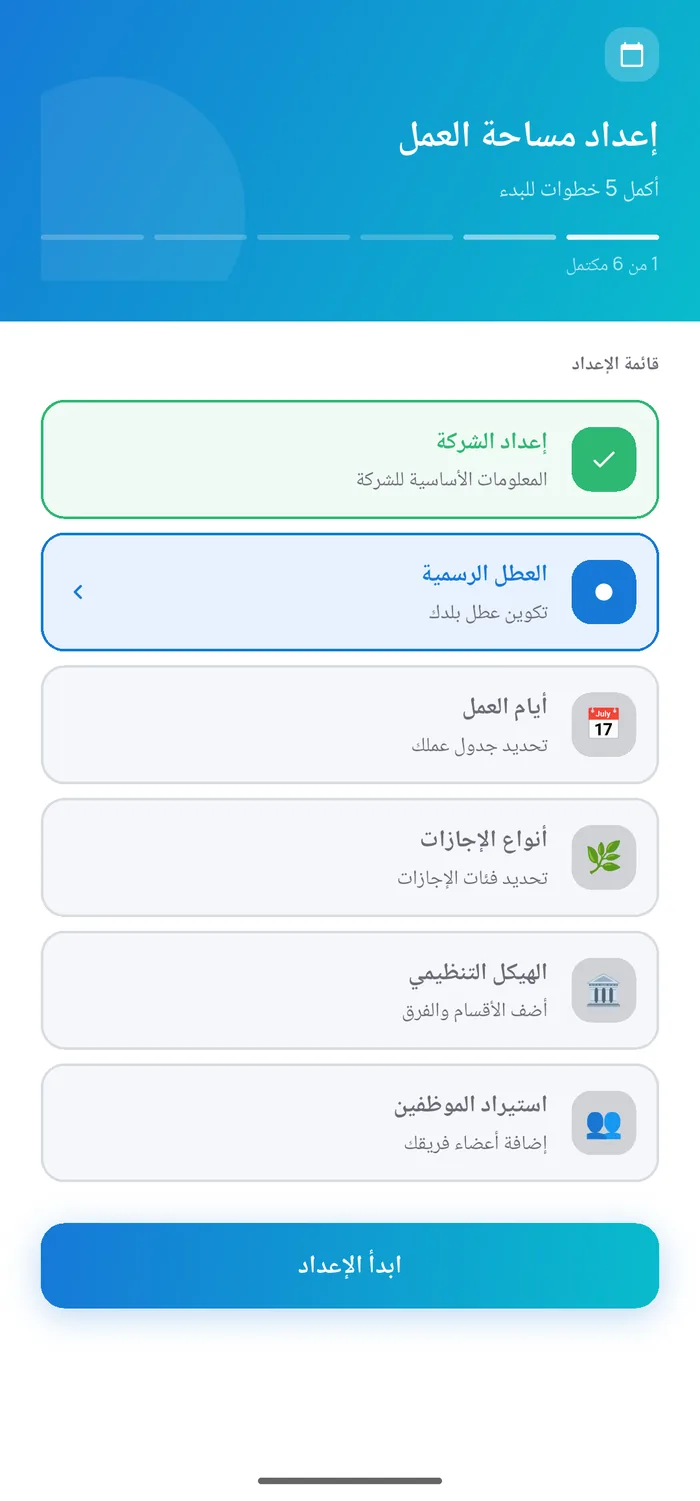 إعداد مساحة العمل
أكمل 5 خطوات للبدء
1 من 6 مكتمل
قائمة الإعداد
إعداد الشركة
المعلومات الأساسية للشركة
العطل الرسمية
تكوين عطل بلدك
أيام العمل
تحديد جدول عملك
July
17
أنواع الإجازات
تحديد فئات الإجازات
الهيكل التنظيمي
أضف الأقسام والفرق
استيراد الموظفين
إضافة أعضاء فريقك
ابدأ الإعداد